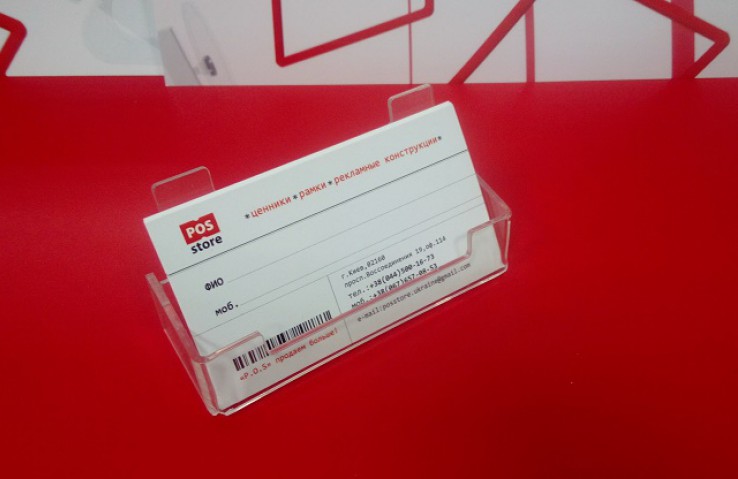 *ценники*рамки*рекламные конструкции*
POS
store
ФИО
моб.
г.Киев,02160
просп.Воссоединения 19,оф.114
тел.:+38(044)500-16-73
моб.:+38(067)657-08-53
e-mail:posstore.ukraine@gmail.com
«P.O.S» продаем больше!